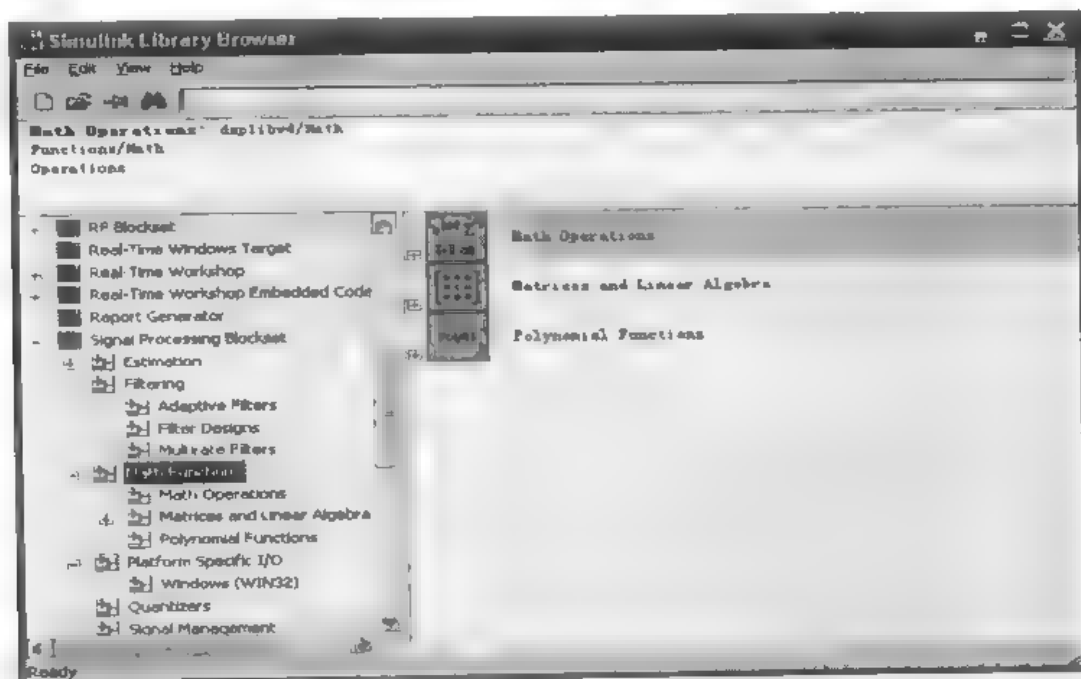 Simulink Library Browser
File Edit View Help
Math Operations: dsplibv4/Math
Functions/Math
Operations
RF Blockset
Real-Time Windows Target
Real-Time Workshop
Real-Time Workshop Embedded Code
Report Generator
Signal Processing Blockset
Estimation
Filtering
Adaptive Filters
Filter Designs
Multirate Filters
Math Function
Math Operations
Matrices and Linear Algebra
Polynomial Functions
Platform Specific I/O
Windows (WIN32)
Quantizers
Signal Management
Math Operations
Matrices and Linear Algebra
Polynomial Functions
Ready